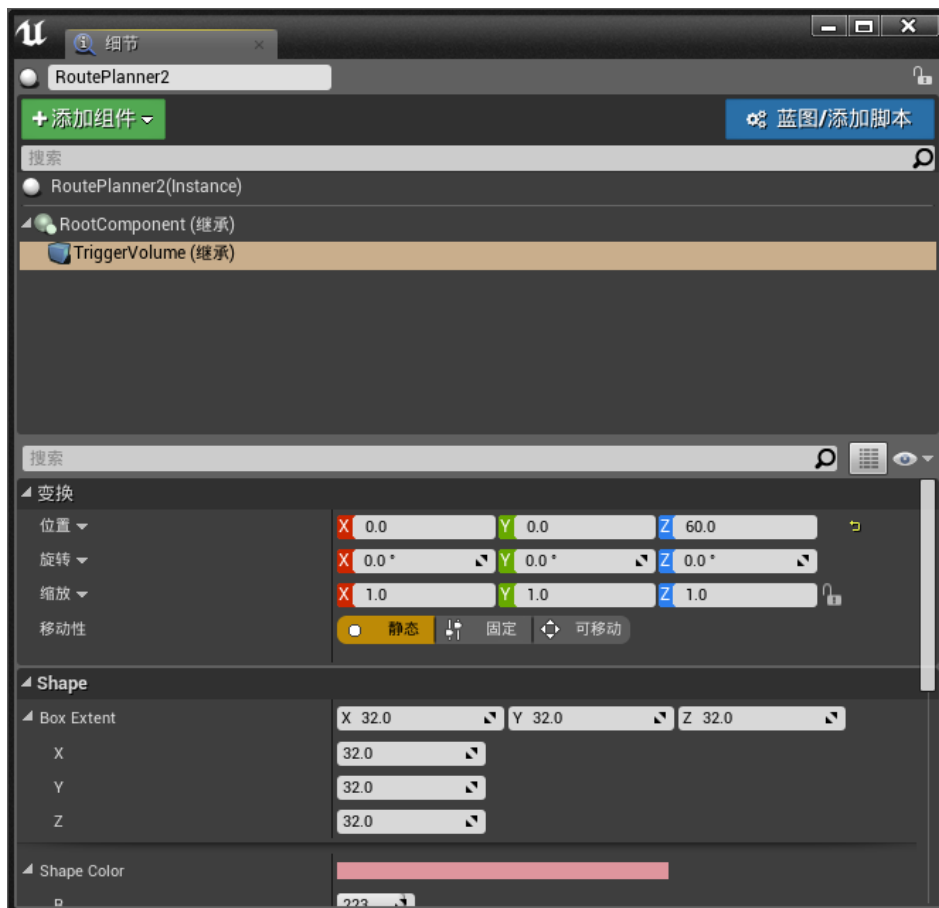 细节
RoutePlanner2
添加组件
蓝图/添加脚本
搜索
RoutePlanner2(Instance)
RootComponent (继承)
TriggerVolume (继承)
搜索
变换
位置 X 0.0 Y 0.0 Z 60.0
旋转 X 0.0 ° Y 0.0 ° Z 0.0 °
缩放 X 1.0 Y 1.0 Z 1.0
移动性 静态 固定 可移动
Shape
Box Extent X 32.0 Y 32.0 Z 32.0
X 32.0
Y 32.0
Z 32.0
Shape Color
R 223